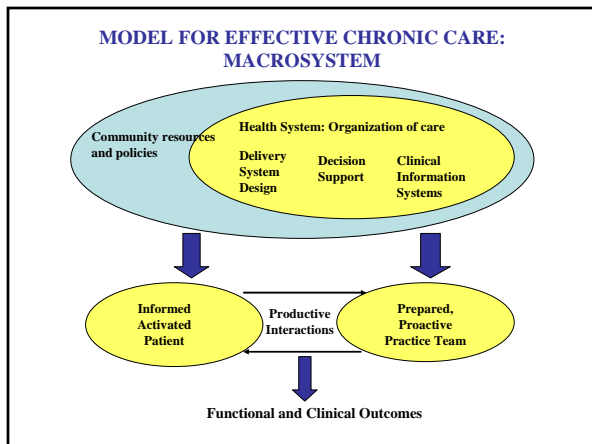 MODEL FOR EFFECTIVE CHRONIC CARE:
MACROSYSTEM
Community resources
and policies
Health System: Organization of care
Delivery
System
Design
Decision
Support
Clinical
Information
Systems
Informed
Activated
Patient
Productive
Interactions
Prepared,
Proactive
Practice Team
Functional and Clinical Outcomes